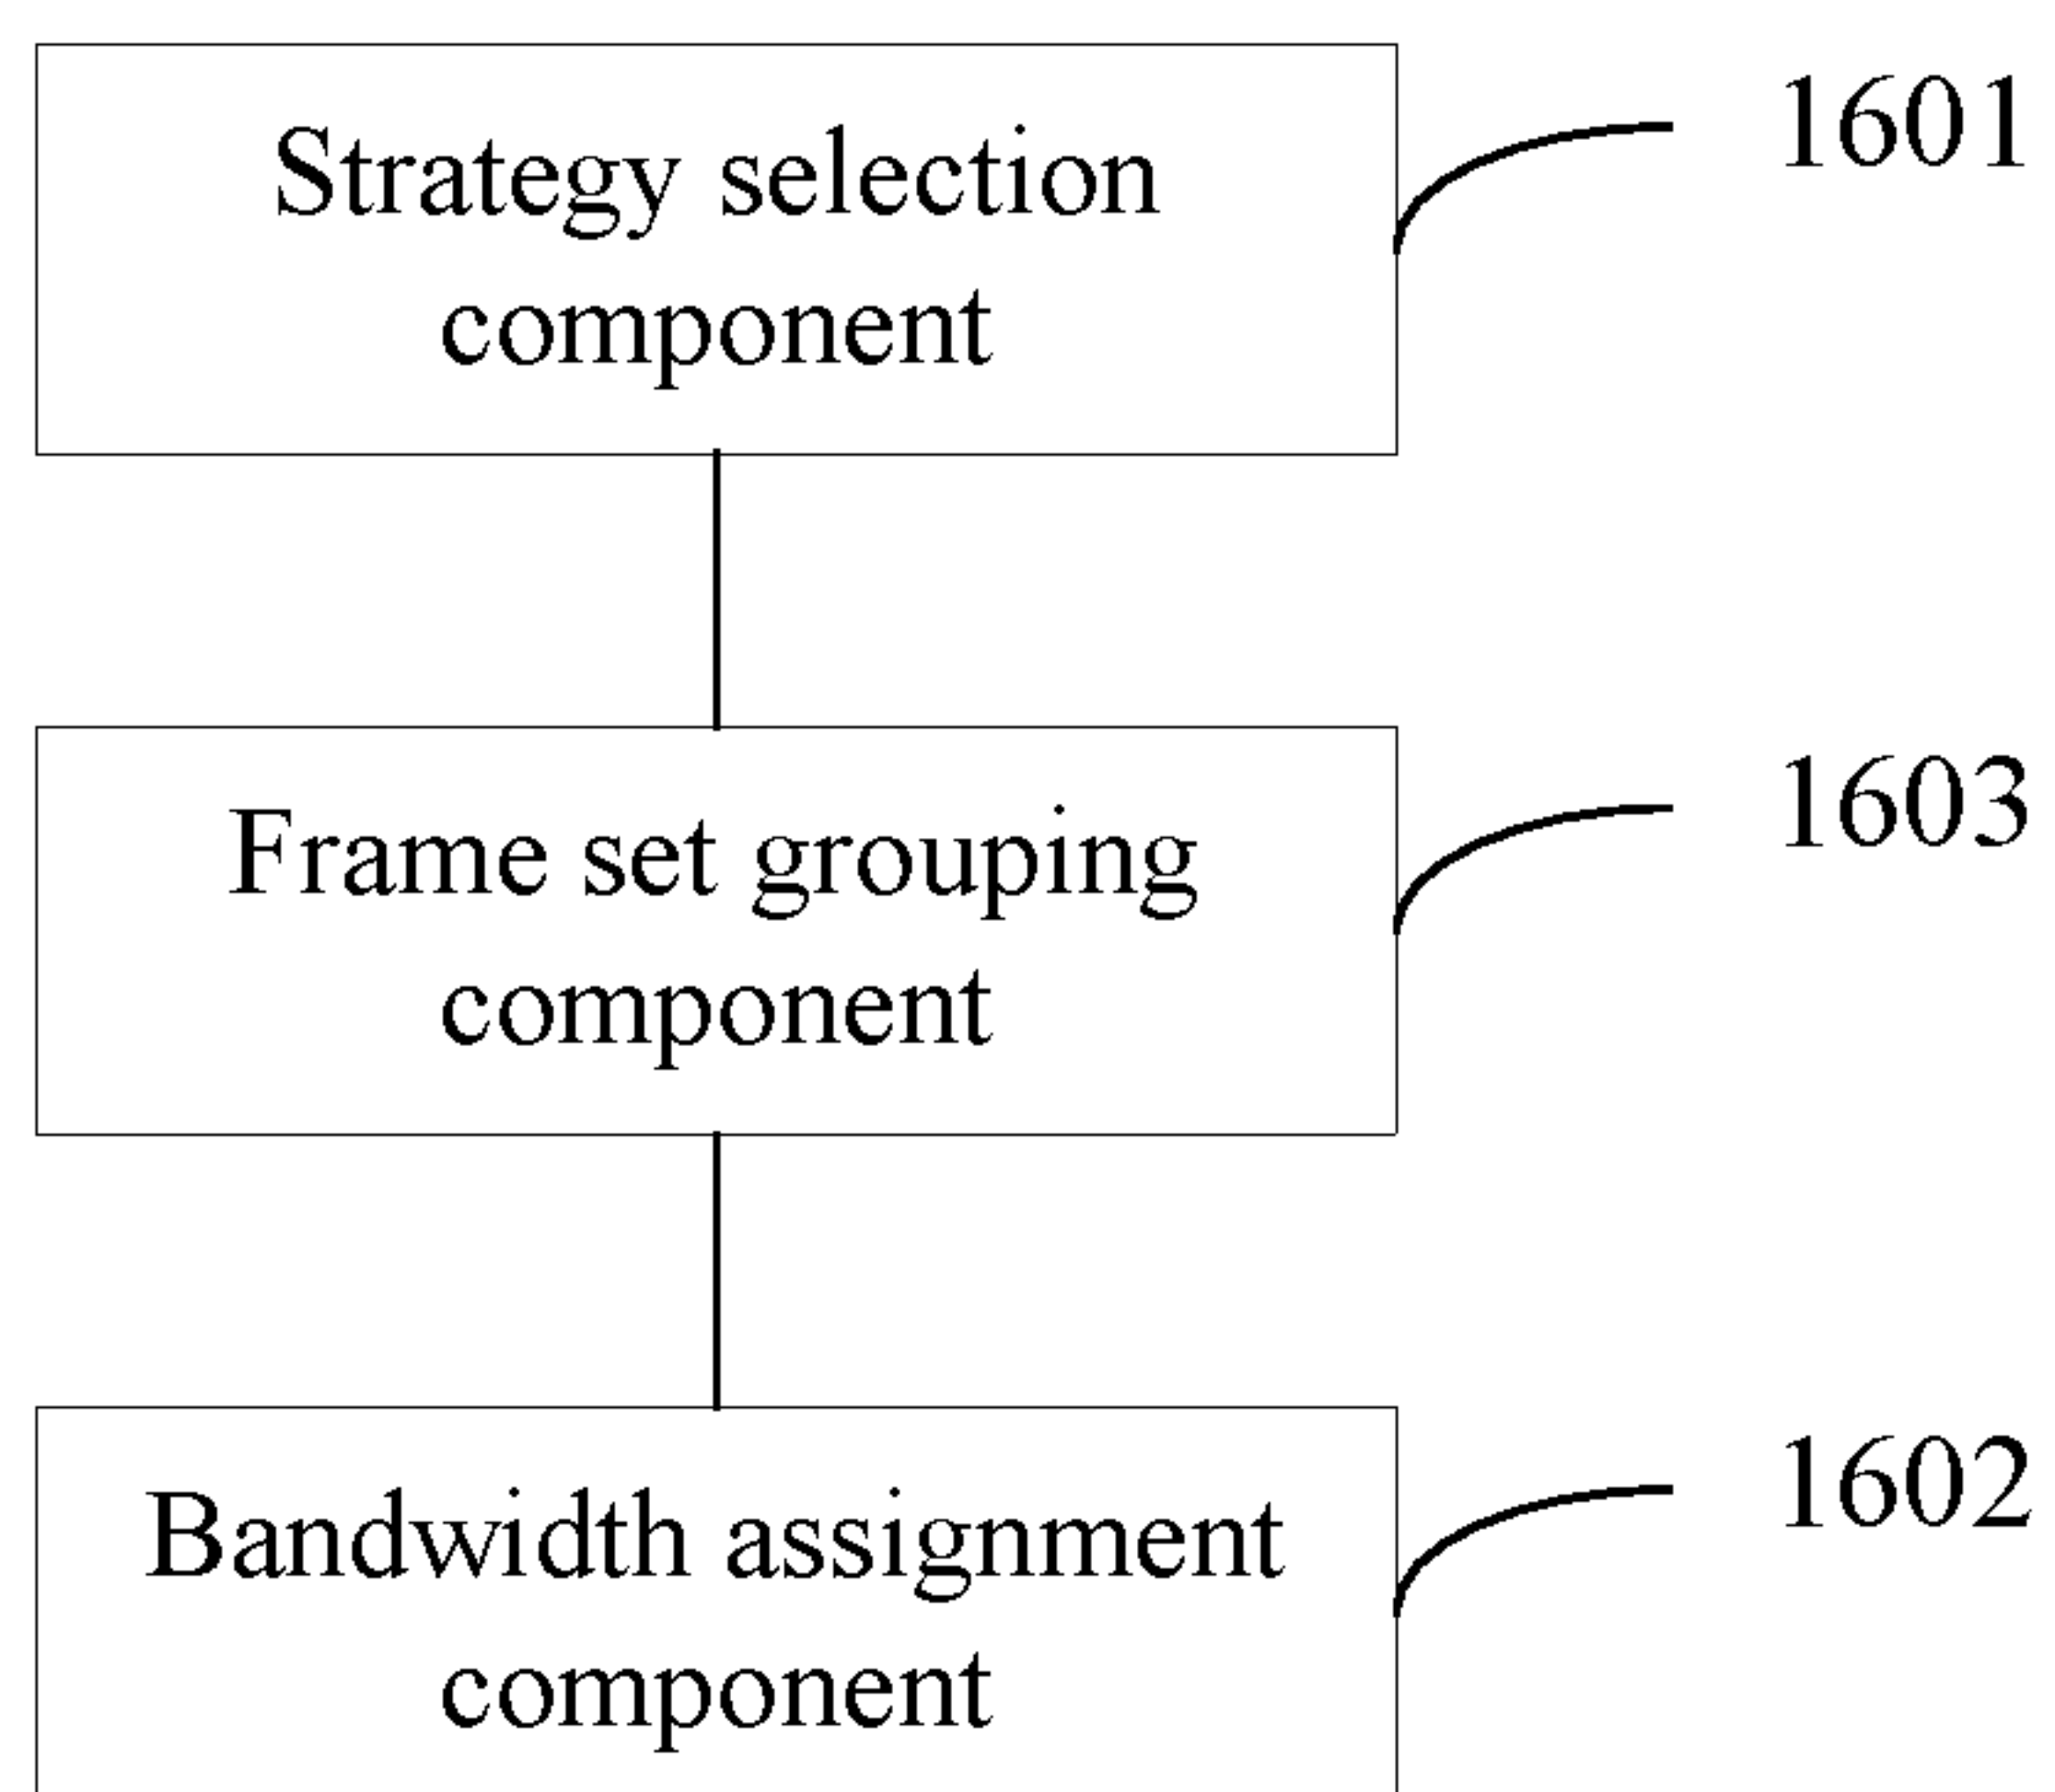 Strategy selection
component
1601
Frame set grouping
component
1603
Bandwidth assignment
component
1602